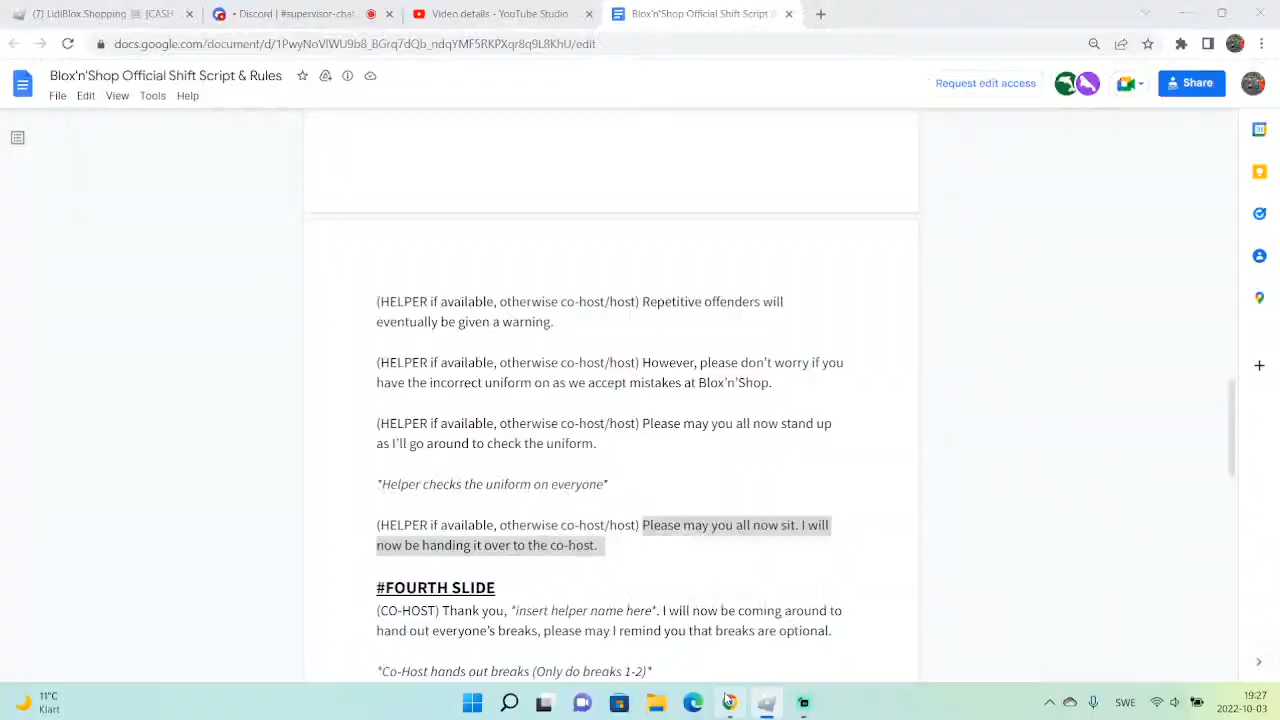 (7) LidlBox Shopping 🛒 [CASH
• Discord | #supervisor-
Video details - YouTube Studio
Blox'n'Shop Official Shift Script &
docs.google.com/document/d/1PwyNoVlWU9b8_BGrq7dQb_ndqYMF5RKPXqr8q9L8KhU/edit
Blox'n'Shop Official Shift Script & Rules
File Edit View Tools Help
Request edit access
Share
(HELPER if available, otherwise co-host/host) Repetitive offenders will
eventually be given a warning.
(HELPER if available, otherwise co-host/host) However, please don't worry if you
have the incorrect uniform on as we accept mistakes at Blox'n'Shop.
(HELPER if available, otherwise co-host/host) Please may you all now stand up
as I'll go around to check the uniform.
*Helper checks the uniform on everyone*
(HELPER if available, otherwise co-host/host) Please may you all now sit. I will
now be handing it over to the co-host.
#FOURTH SLIDE
(CO-HOST) Thank you, *insert helper name here*. I will now be coming around to
hand out everyone's breaks, please may I remind you that breaks are optional.
*Co-Host hands out breaks (Only do breaks 1-2)*
11°C
Klart
SWE
19:27
2022-10-03